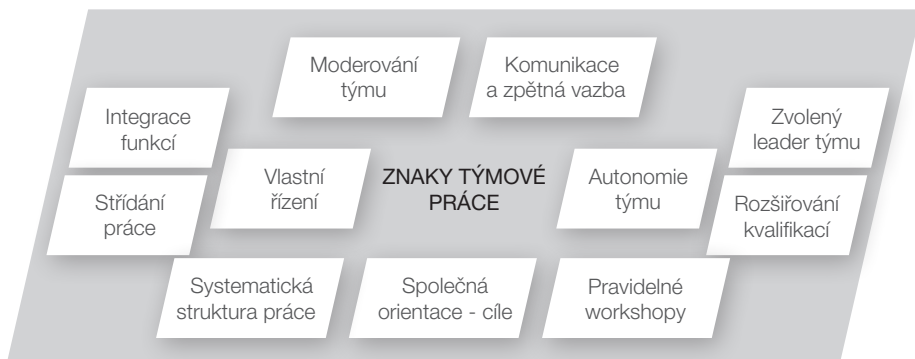 Moderování
týmu
Komunikace
a zpětná vazba
Integrace
funkcí
Zvolený
leader týmu
Vlastní
řízení
ZNAKY TÝMOVÉ
PRÁCE
Autonomie
týmu
Střídání
práce
Rozšiřování
kvalifikací
Systematická
struktura práce
Společná
orientace - cíle
Pravidelné
workshopy